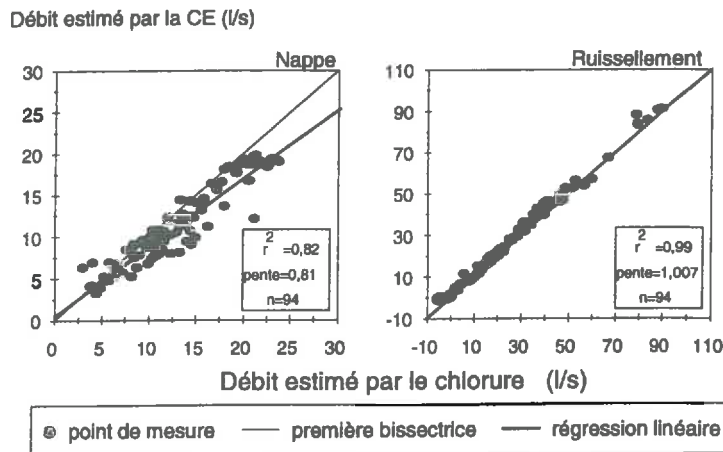 Débit estimé par la CE (l/s)
Nappe
30
25
20
15
10
5
0
0 5 10 15 20 25 30
r² =0,82
pente=0,81
n=94
Ruissellement
110
90
70
50
30
10
-10
-10 10 30 50 70 90 110
r² =0,99
pente=1,007
n=94
Débit estimé par le chlorure (l/s)
point de mesure première bissectrice régression linéaire